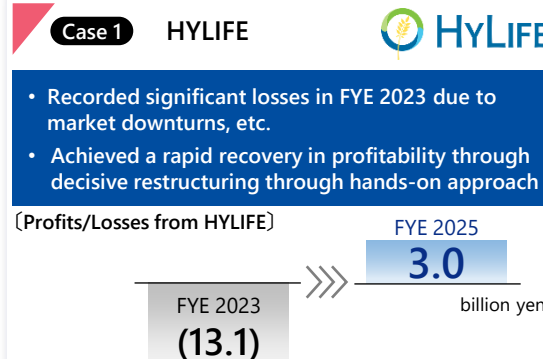 Case 1 HYLIFE
HYLIFE
• Recorded significant losses in FYE 2023 due to
market downturns, etc.
• Achieved a rapid recovery in profitability through
decisive restructuring through hands-on approach
〔Profits/Losses from HYLIFE〕
FYE 2025
3.0
billion yen
FYE 2023
(13.1)